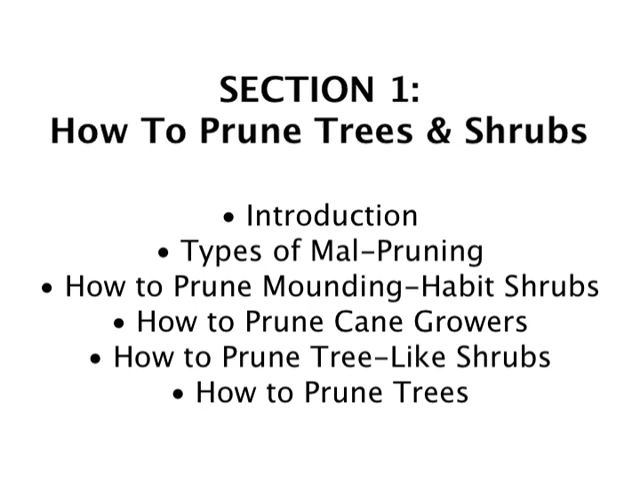 SECTION 1:
How To Prune Trees & Shrubs
• Introduction
• Types of Mal-Pruning
• How to Prune Mounding-Habit Shrubs
• How to Prune Cane Growers
• How to Prune Tree-Like Shrubs
• How to Prune Trees